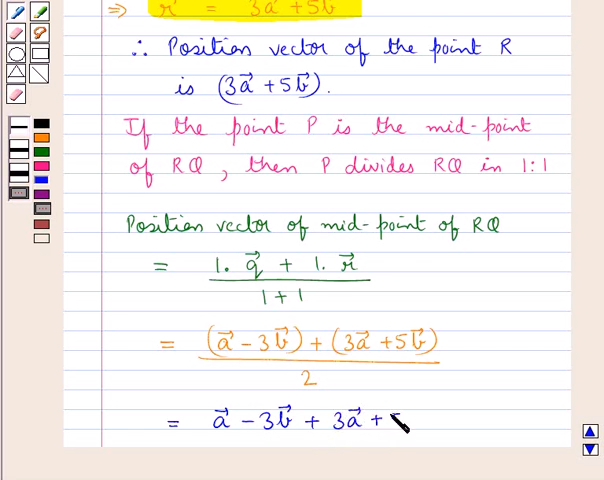 ⇒ r⃗ = 3a⃗ + 5b⃗
∴ Position vector of the point R
is (3a⃗ + 5b⃗).
If the point P is the mid-point
of RQ, then P divides RQ in 1:1
Position vector of mid-point of RQ
= (1. q⃗ + 1. r⃗) / (1 + 1)
= ((a⃗ - 3b⃗) + (3a⃗ + 5b⃗)) / 2
= a⃗ - 3b⃗ + 3a⃗ +